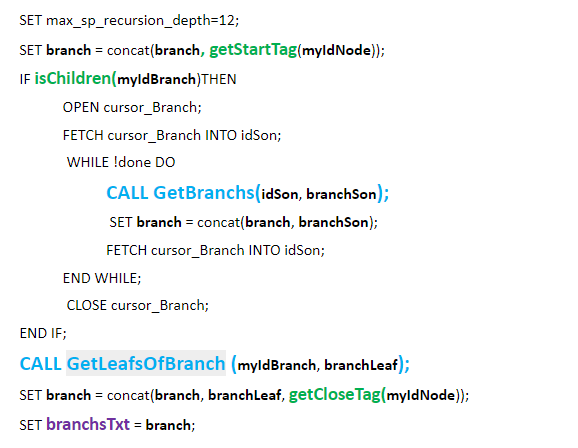 SET max_sp_recursion_depth=12;
SET branch = concat(branch, getStartTag(myIdNode));
IF isChildren(myIdBranch)THEN
OPEN cursor_Branch;
FETCH cursor_Branch INTO idSon;
WHILE !done DO
CALL GetBranchs(idSon, branchSon);
SET branch = concat(branch, branchSon);
FETCH cursor_Branch INTO idSon;
END WHILE;
CLOSE cursor_Branch;
END IF;
CALL GetLeafsOfBranch (myIdBranch, branchLeaf);
SET branch = concat(branch, branchLeaf, getCloseTag(myIdNode));
SET branchsTxt = branch;